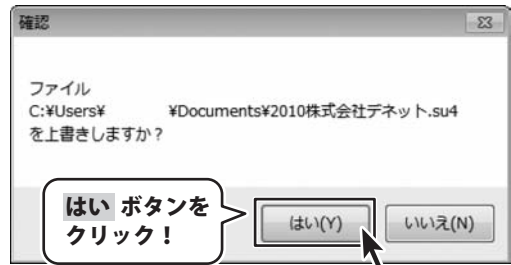 確認
ファイル
C:¥Users¥ ¥Documents¥2010株式会社デネット.su4
を上書きしますか？
はい ボタンを
クリック！
はい(Y)
いいえ(N)